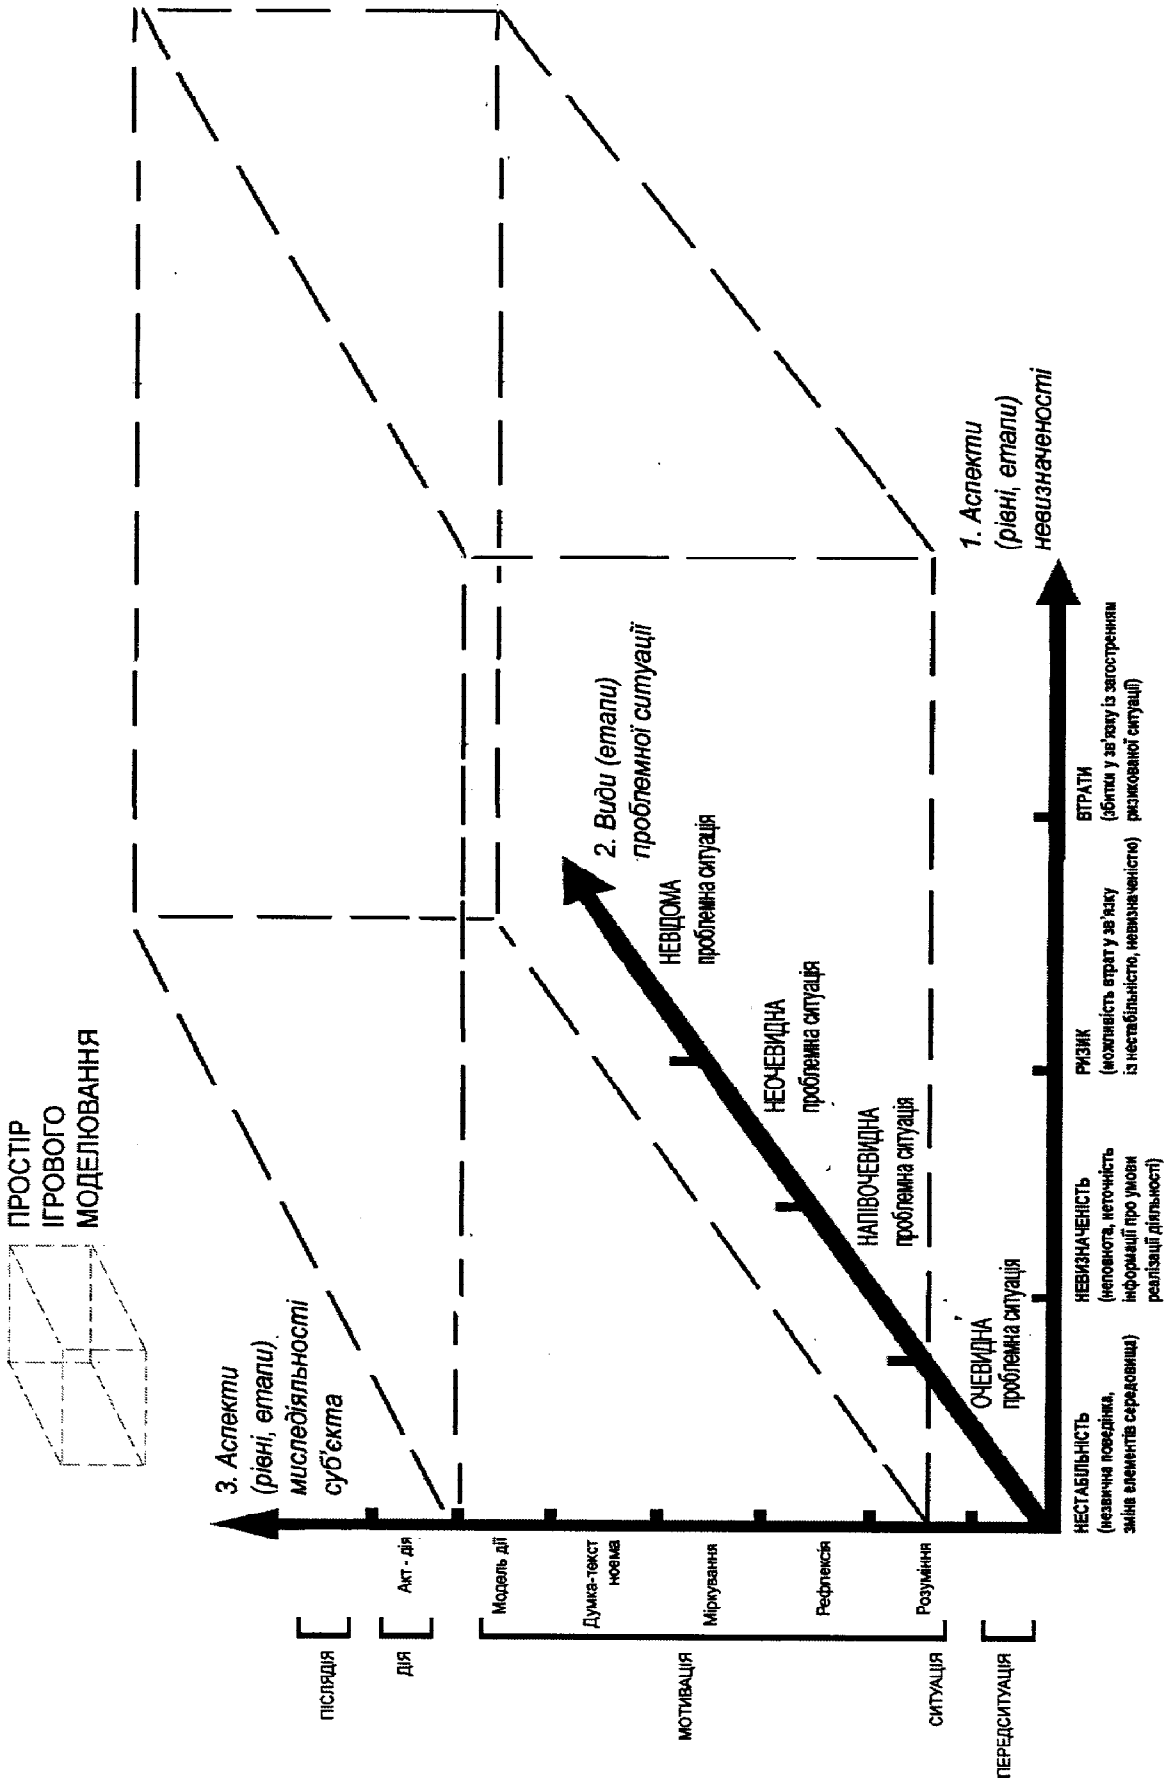 ПРОСТІР
ІГРОВОГО
МОДЕЛЮВАННЯ
3. Аспекти
(рівні, етапи)
миследіяльності
суб'єкта
2. Види (етапи)
проблемної ситуації
1. Аспекти
(рівні, етапи)
невизначеності
ПІСЛЯДІЯ
ДІЯ
МОТИВАЦІЯ
СИТУАЦІЯ
ПЕРЕДСИТУАЦІЯ
Акт - дія
Модель дії
Думка-текст
ноема
Міркування
Рефлексія
Розуміння
НЕВІДОМА
проблемна ситуація
НЕОЧЕВИДНА
проблемна ситуація
НАПІВОЧЕВИДНА
проблемна ситуація
ОЧЕВИДНА
проблемна ситуація
НЕСТАБІЛЬНІСТЬ
(незвична поведінка,
зміна елементів середовища)
НЕВИЗНАЧЕНІСТЬ
(неповнота, неточність
інформації про умови
реалізації діяльності)
РИЗИК
(можливість втрат у зв'язку
із нестабільністю, невизначеністю)
ВТРАТИ
(збитки у зв'язку із загостренням
ризикованої ситуації)